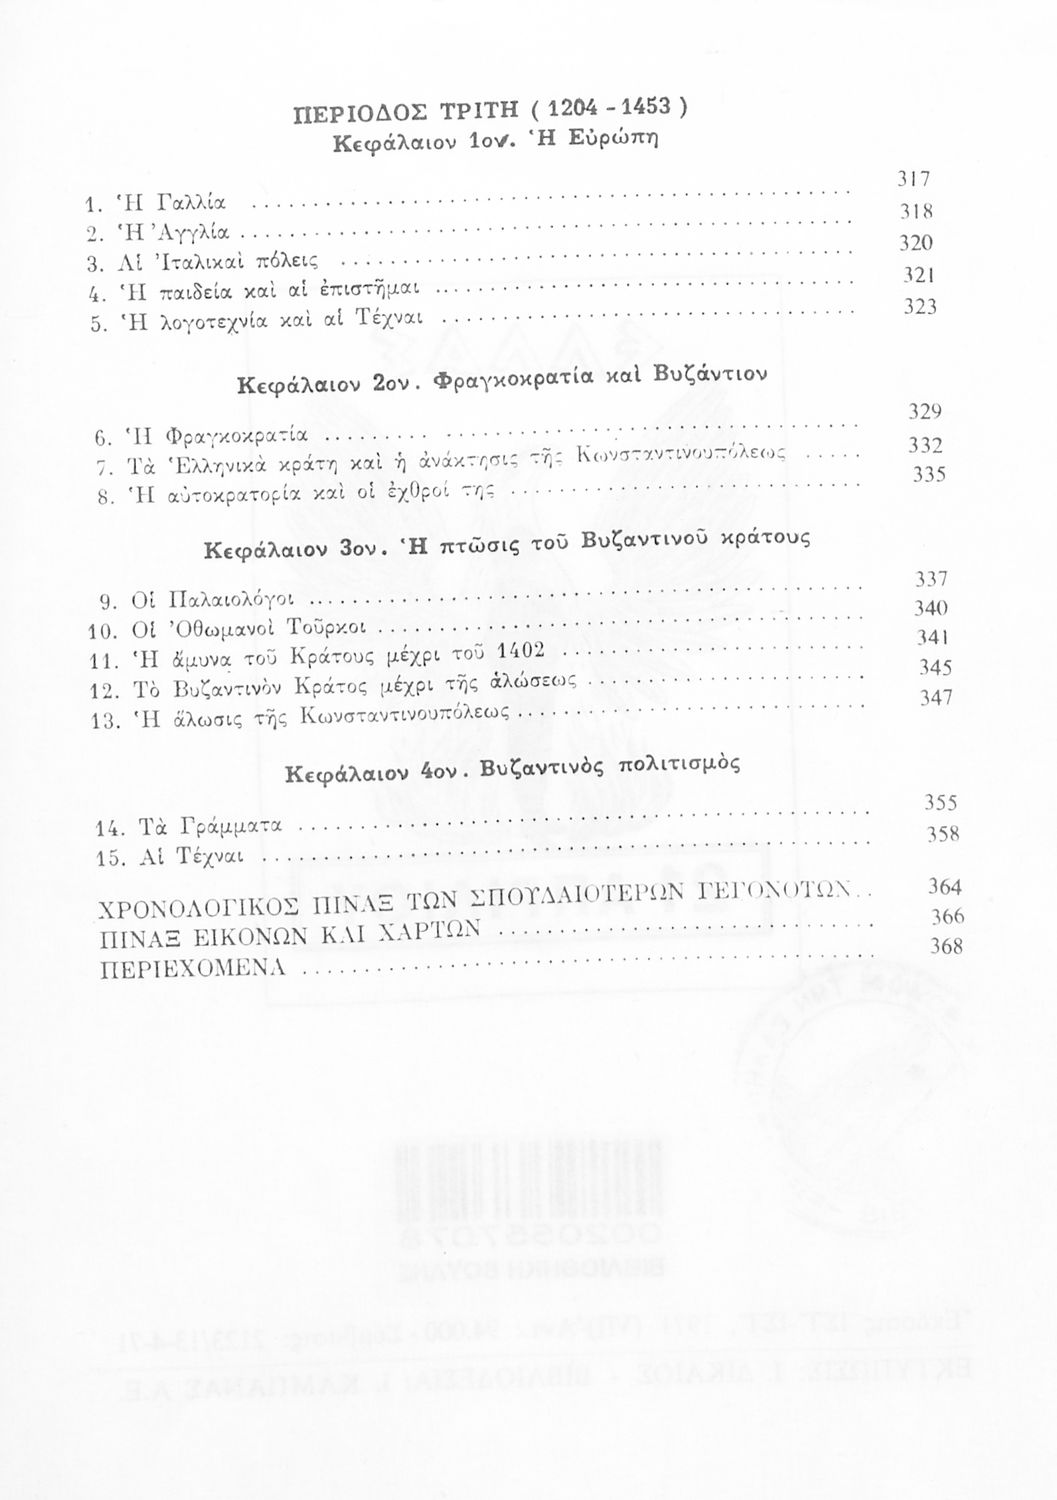 ΠΕΡΙΟΔΟΣ ΤΡΙΤΗ ( 1204 - 1453 )
Κεφάλαιον 1ον. Ἡ Εὐρώπη
1. Ἡ Γαλλία ........................................ 317
2. Ἡ Ἀγγλία ........................................ 318
3. Αἱ Ἰταλικαὶ πόλεις ........................................ 320
4. Ἡ παιδεία καὶ αἱ ἐπιστῆμαι ........................................ 321
5. Ἡ λογοτεχνία καὶ αἱ Τέχναι ........................................ 323
Κεφάλαιον 2ον. Φραγκοκρατία καὶ Βυζάντιον
6. Ἡ Φραγκοκρατία ........................................ 329
7. Τὰ Ἑλληνικὰ κράτη καὶ ἡ ἀνάκτησις τῆς Κωνσταντινουπόλεως ..... 332
8. Ἡ αὐτοκρατορία καὶ οἱ ἐχθροί της ........................................ 335
Κεφάλαιον 3ον. Ἡ πτῶσις τοῦ Βυζαντινοῦ κράτους
9. Οἱ Παλαιολόγοι ........................................ 337
10. Οἱ Ὀθωμανοὶ Τοῦρκοι ........................................ 340
11. Ἡ ἄμυνα τοῦ Κράτους μέχρι τοῦ 1402 ........................................ 341
12. Τὸ Βυζαντινὸν Κράτος μέχρι τῆς ἁλώσεως ........................................ 345
13. Ἡ ἅλωσις τῆς Κωνσταντινουπόλεως ........................................ 347
Κεφάλαιον 4ον. Βυζαντινὸς πολιτισμὸς
14. Τὰ Γράμματα ........................................ 355
15. Αἱ Τέχναι ........................................ 358
ΧΡΟΝΟΛΟΓΙΚΟΣ ΠΙΝΑΞ ΤΩΝ ΣΠΟΥΔΑΙΟΤΕΡΩΝ ΓΕΓΟΝΟΤΩΝ .. 364
ΠΙΝΑΞ ΕΙΚΟΝΩΝ ΚΑΙ ΧΑΡΤΩΝ ........................................ 366
ΠΕΡΙΕΧΟΜΕΝΑ ........................................ 368